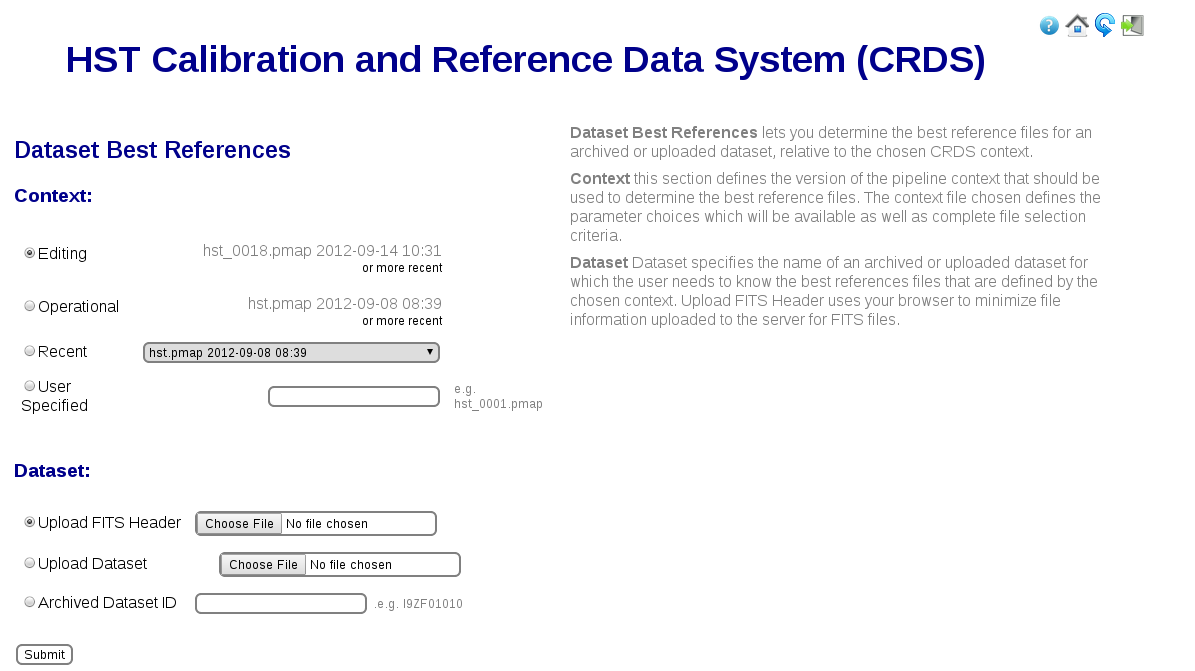 HST Calibration and Reference Data System (CRDS)
Dataset Best References
Context:
Editing
hst_0018.pmap 2012-09-14 10:31
or more recent
Operational
hst.pmap 2012-09-08 08:39
or more recent
Recent
hst.pmap 2012-09-08 08:39
User
Specified
e.g.
hst_0001.pmap
Dataset:
Upload FITS Header
Choose File No file chosen
Upload Dataset
Choose File No file chosen
Archived Dataset ID
.e.g. I9ZF01010
Submit
Dataset Best References lets you determine the best reference files for an
archived or uploaded dataset, relative to the chosen CRDS context.
Context this section defines the version of the pipeline context that should be
used to determine the best reference files. The context file chosen defines the
parameter choices which will be available as well as complete file selection
criteria.
Dataset Dataset specifies the name of an archived or uploaded dataset for
which the user needs to know the best references files that are defined by the
chosen context. Upload FITS Header uses your browser to minimize file
information uploaded to the server for FITS files.